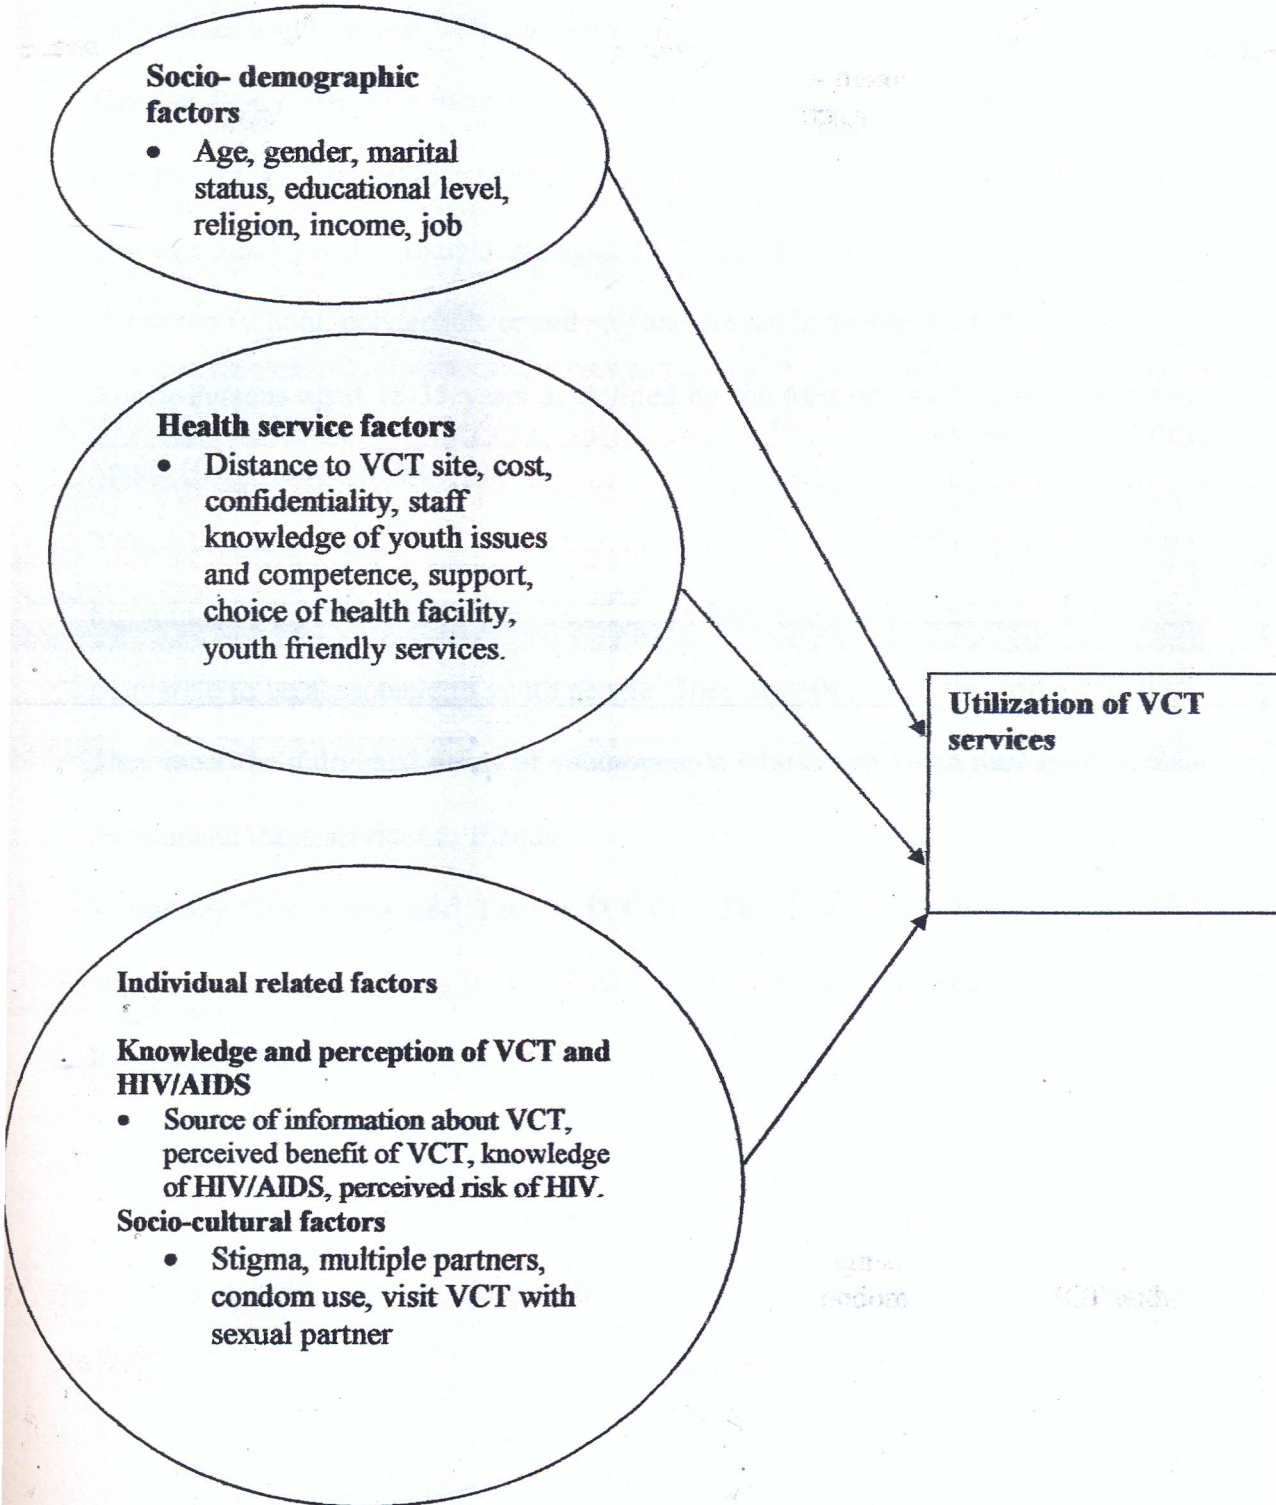 Socio- demographic
factors
• Age, gender, marital
status, educational level,
religion, income, job
Health service factors
• Distance to VCT site, cost,
confidentiality, staff
knowledge of youth issues
and competence, support,
choice of health facility,
youth friendly services.
Utilization of VCT
services
Individual related factors
Knowledge and perception of VCT and
HIV/AIDS
• Source of information about VCT,
perceived benefit of VCT, knowledge
of HIV/AIDS, perceived risk of HIV.
Socio-cultural factors
• Stigma, multiple partners,
condom use, visit VCT with
sexual partner